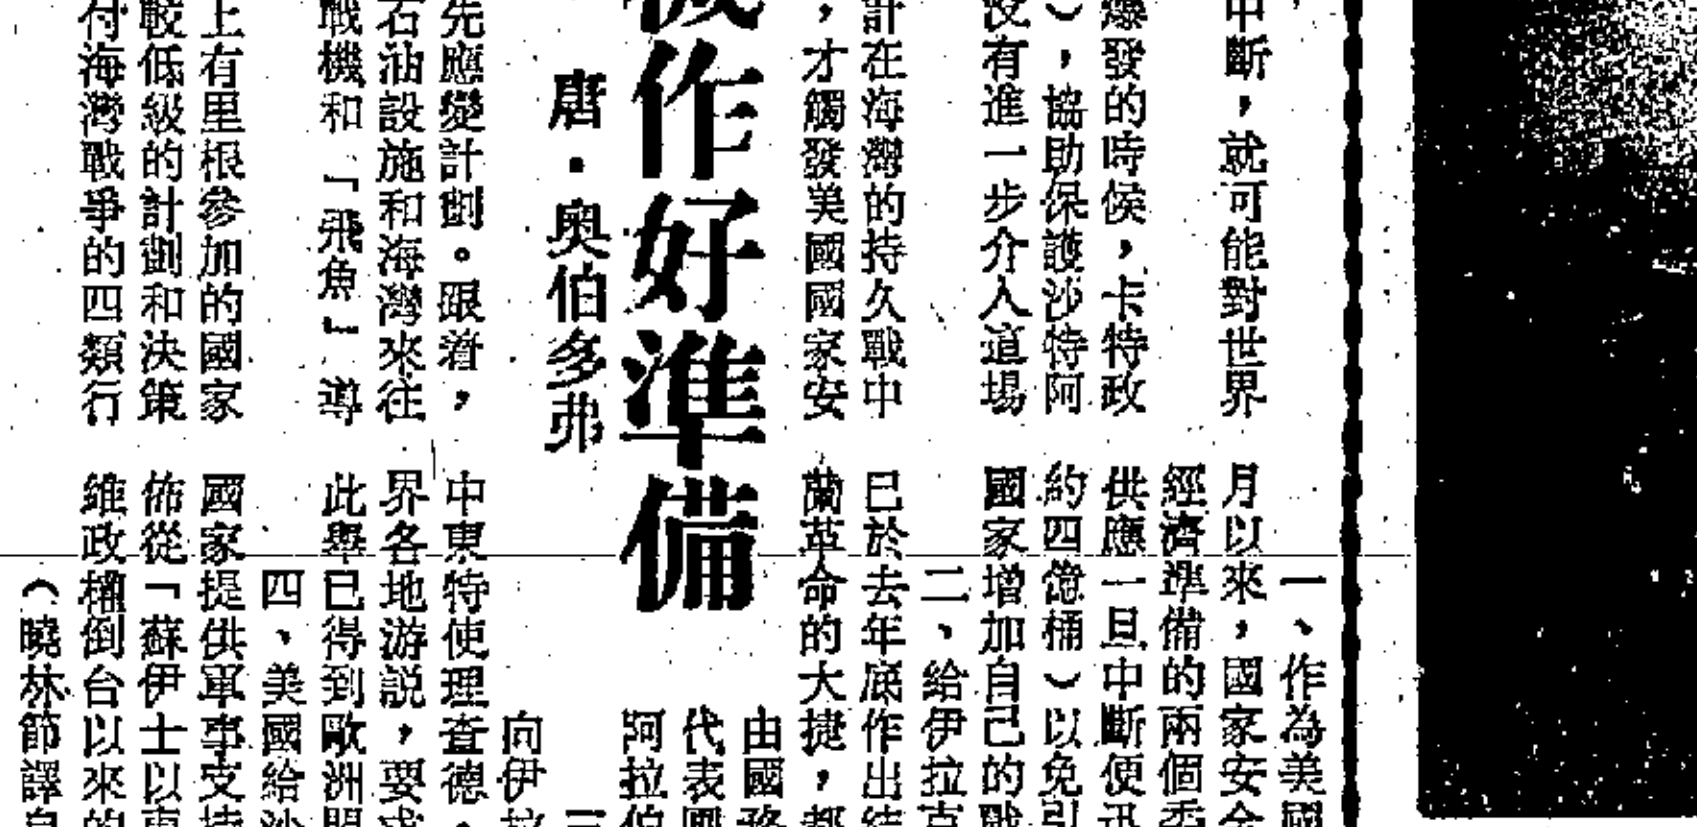 中斷，就可能對世界
爆發的時候，卡特政
），協助保護沙特阿
沒有進一步介入這場
計在海灣的持久戰中
，才觸發美國國家安
作好準備
唐·奧伯多弗
先應變計劃。跟着，
石油設施和海灣來往
戰機和「飛魚」導
上有里根參加的國家
較低級的計劃和決策
付海灣戰爭的四類行
一、作為美國
月以來，國家安全
經濟準備的兩個委
供應一旦中斷便迅
約四億桶）以免引
國家增加自己的戰
二、給伊拉克
已於去年底作出結
蘭革命的大捷，都
由國務
代表團
阿拉伯
三
向伊拉
中東特使理查德·
界各地游説，要求
此舉已得到歐洲盟
四、美國給沙
國家提供軍事支持
佈從「蘇伊士以東
維政權倒台以來的
（曉林節譯自